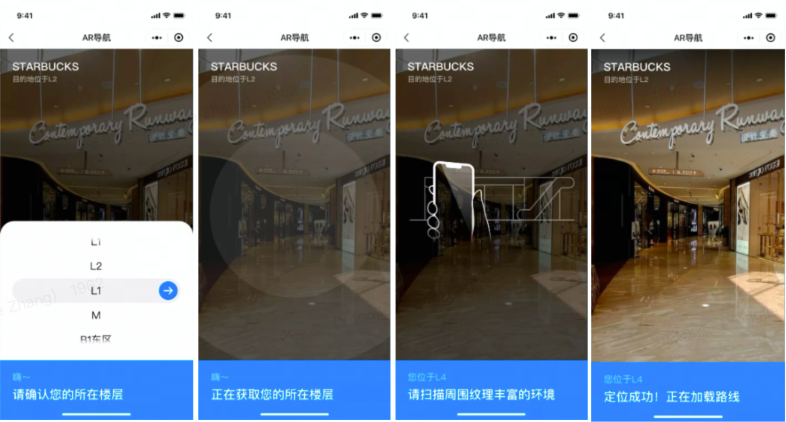 9:41
AR导航
STARBUCKS
目的地位于L2
Contemporary Runway
L1
L2
L1
M
B1东区
嗨～
请确认您的所在楼层
9:41
AR导航
STARBUCKS
目的地位于L2
Contemporary Runway
嗨～
正在获取您的所在楼层
9:41
AR导航
STARBUCKS
目的地位于L2
Contemporary Runway
您位于L4
请扫描周围纹理丰富的环境
9:41
AR导航
STARBUCKS
目的地位于L2
Contemporary Runway
您位于L4
定位成功！正在加载路线